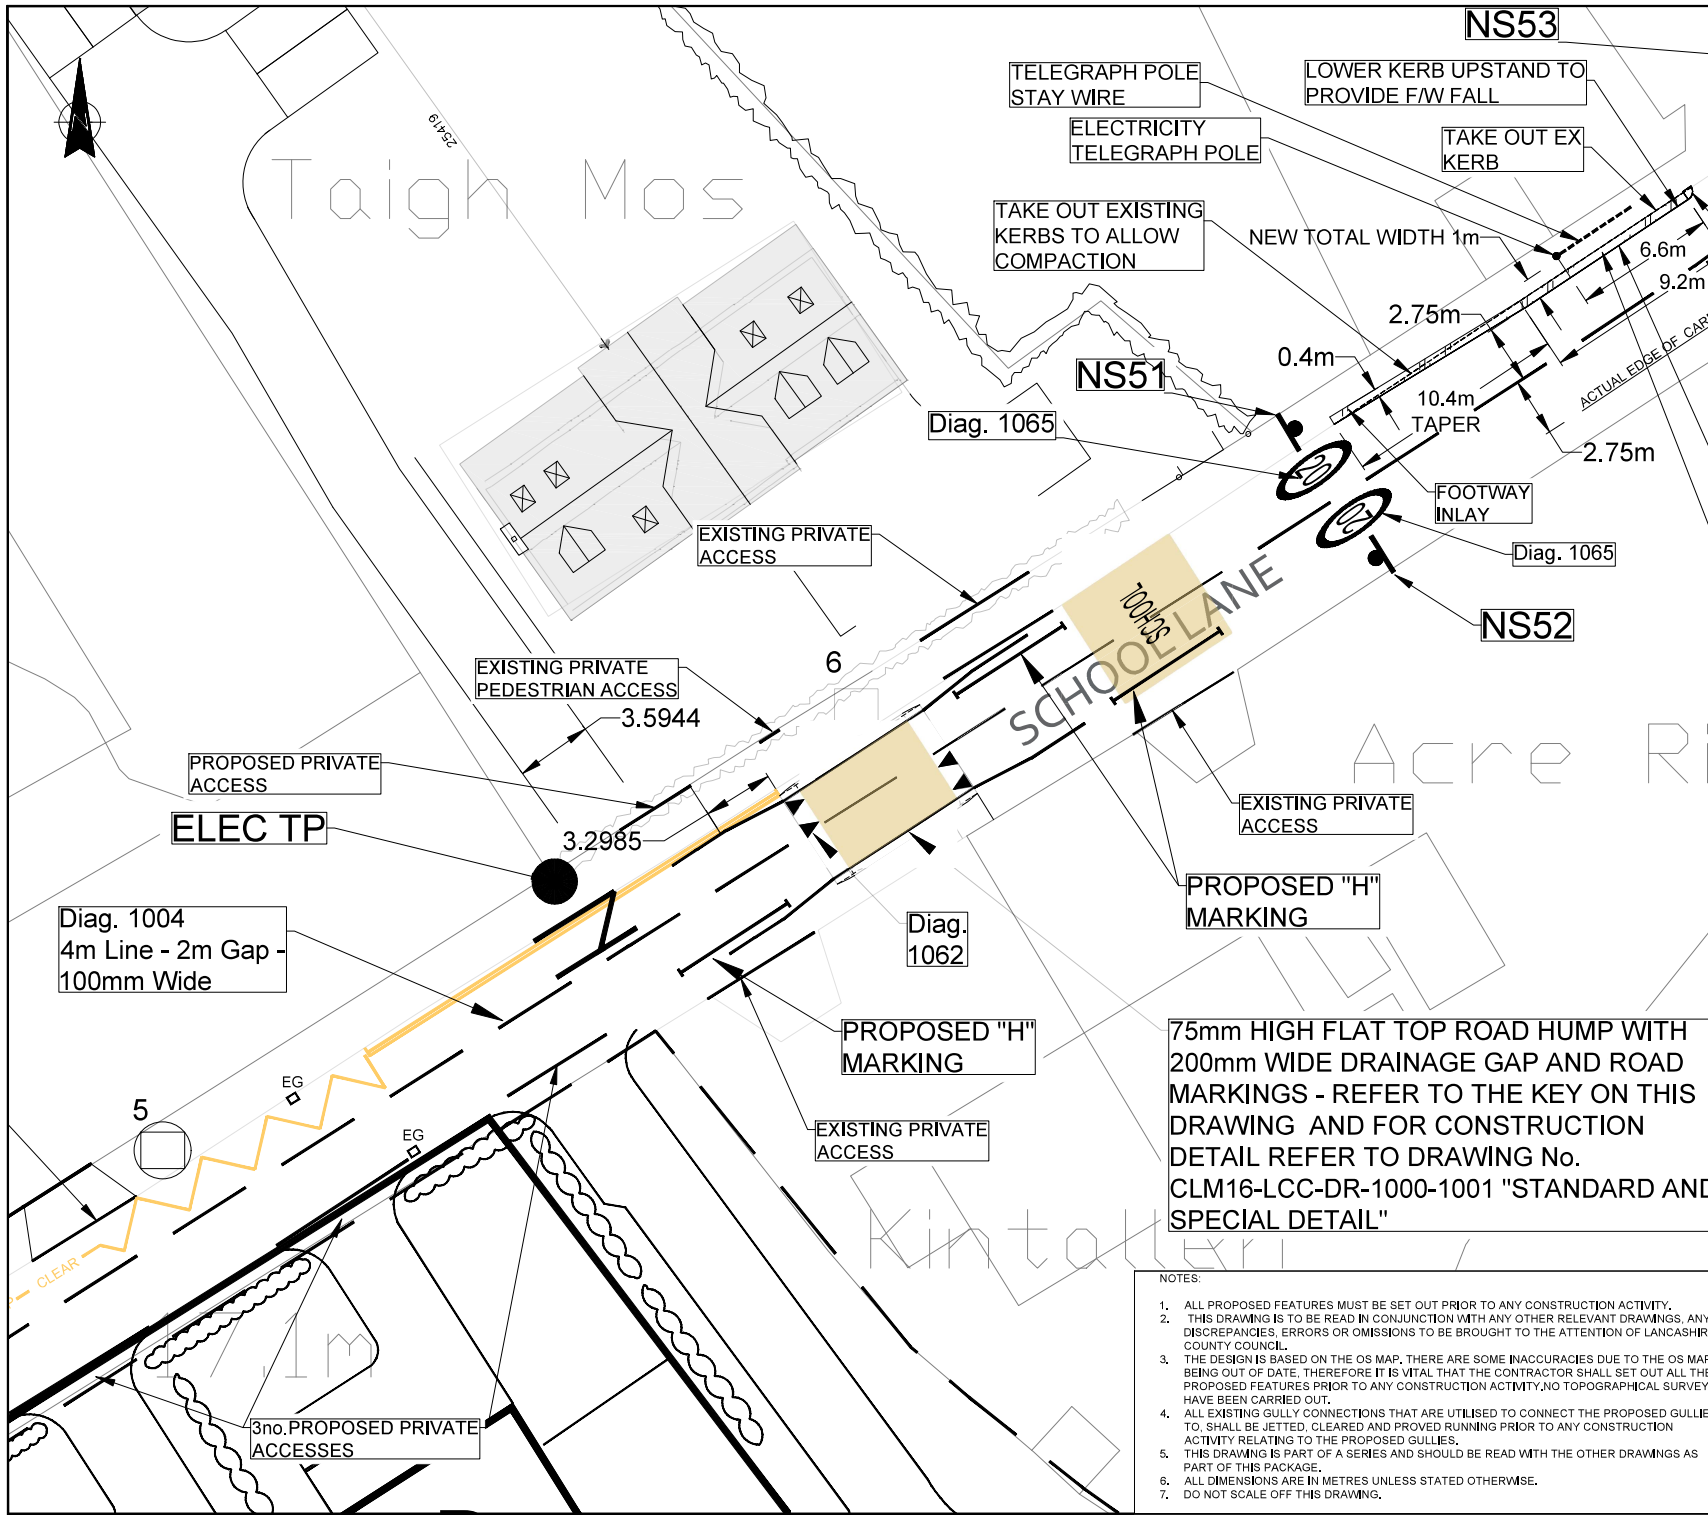 NS53
TELEGRAPH POLE
STAY WIRE
LOWER KERB UPSTAND TO
PROVIDE F/W FALL
ELECTRICITY
TELEGRAPH POLE
TAKE OUT EX
KERB
25419
Taigh Mos
TAKE OUT EXISTING
KERBS TO ALLOW
COMPACTION
NEW TOTAL WIDTH 1m
6.6m
9.2m
2.75m
ACTUAL EDGE OF CAR
0.4m
NS51
10.4m
TAPER
Diag. 1065
2.75m
20
FOOTWAY
INLAY
20
EXISTING PRIVATE
ACCESS
Diag. 1065
SCHOOL
SCHOOL LANE
NS52
6
EXISTING PRIVATE
PEDESTRIAN ACCESS
3.5944
Acre Ri
PROPOSED PRIVATE
ACCESS
EXISTING PRIVATE
ACCESS
ELEC TP
3.2985
PROPOSED "H"
MARKING
Diag. 1004
4m Line - 2m Gap -
100mm Wide
Diag.
1062
PROPOSED "H"
MARKING
75mm HIGH FLAT TOP ROAD HUMP WITH
200mm WIDE DRAINAGE GAP AND ROAD
MARKINGS - REFER TO THE KEY ON THIS
DRAWING AND FOR CONSTRUCTION
DETAIL REFER TO DRAWING No.
CLM16-LCC-DR-1000-1001 "STANDARD AND
SPECIAL DETAIL"
EG
5
EG
EXISTING PRIVATE
ACCESS
Kintallen
CLEAR
17.1m
3no.PROPOSED PRIVATE
ACCESSES
NOTES:
1. ALL PROPOSED FEATURES MUST BE SET OUT PRIOR TO ANY CONSTRUCTION ACTIVITY.
2. THIS DRAWING IS TO BE READ IN CONJUNCTION WITH ANY OTHER RELEVANT DRAWINGS, ANY
DISCREPANCIES, ERRORS OR OMISSIONS TO BE BROUGHT TO THE ATTENTION OF LANCASHIR
COUNTY COUNCIL.
3. THE DESIGN IS BASED ON THE OS MAP. THERE ARE SOME INACCURACIES DUE TO THE OS MAP
BEING OUT OF DATE, THEREFORE IT IS VITAL THAT THE CONTRACTOR SHALL SET OUT ALL THE
PROPOSED FEATURES PRIOR TO ANY CONSTRUCTION ACTIVITY.NO TOPOGRAPHICAL SURVEY
HAVE BEEN CARRIED OUT.
4. ALL EXISTING GULLY CONNECTIONS THAT ARE UTILISED TO CONNECT THE PROPOSED GULLIE
TO, SHALL BE JETTED, CLEARED AND PROVED RUNNING PRIOR TO ANY CONSTRUCTION
ACTIVITY RELATING TO THE PROPOSED GULLIES.
5. THIS DRAWING IS PART OF A SERIES AND SHOULD BE READ WITH THE OTHER DRAWINGS AS
PART OF THIS PACKAGE.
6. ALL DIMENSIONS ARE IN METRES UNLESS STATED OTHERWISE.
7. DO NOT SCALE OFF THIS DRAWING.